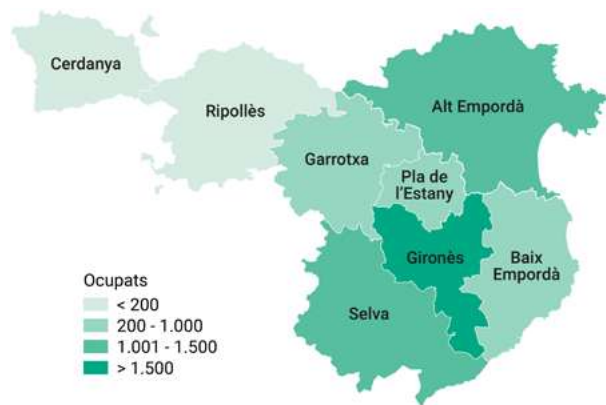 Cerdanya
Ripollès
Alt Empordà
Garrotxa
Pla de
l'Estany
Gironès
Baix
Empordà
Selva
Ocupats
< 200
200 - 1.000
1.001 - 1.500
> 1.500